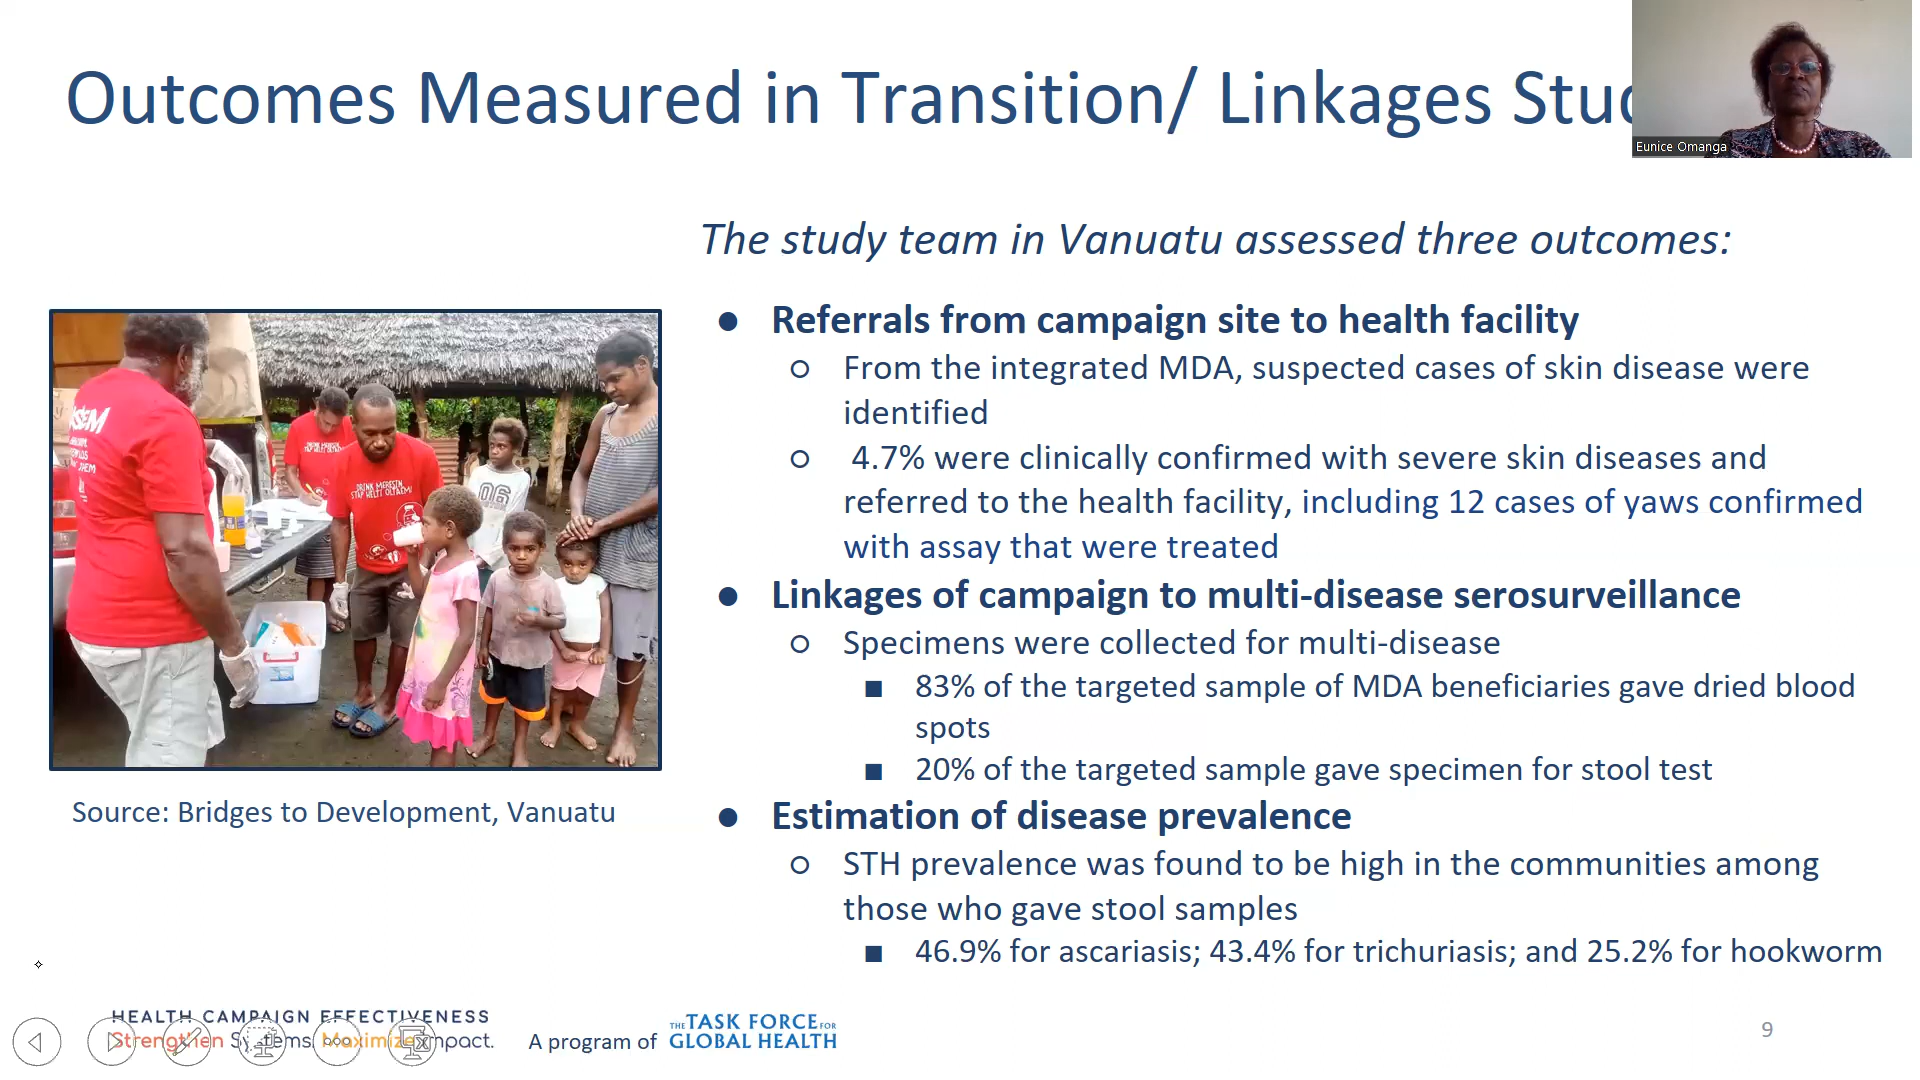 Outcomes Measured in Transition/ Linkages
Eunice Omanga
The study team in Vanuatu assessed three outcomes:
● Referrals from campaign site to health facility
○ From the integrated MDA, suspected cases of skin disease were
identified
○ 4.7% were clinically confirmed with severe skin diseases and
referred to the health facility, including 12 cases of yaws confirmed
with assay that were treated
● Linkages of campaign to multi-disease serosurveillance
○ Specimens were collected for multi-disease
■ 83% of the targeted sample of MDA beneficiaries gave dried blood
spots
■ 20% of the targeted sample gave specimen for stool test
● Estimation of disease prevalence
○ STH prevalence was found to be high in the communities among
those who gave stool samples
■ 46.9% for ascariasis; 43.4% for trichuriasis; and 25.2% for hookworm
06
Source: Bridges to Development, Vanuatu
HEALTH CAMPAIGN EFFECTIVENESS
Strengthen Systems. Maximize Impact.
A program of
THE TASK FORCE FOR
GLOBAL HEALTH
9